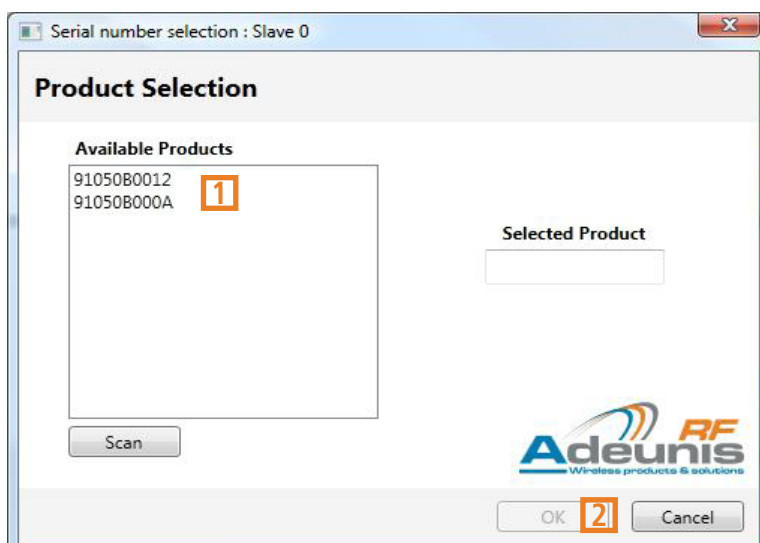 Serial number selection : Slave 0
Product Selection
Available Products
91050B0012
91050B000A
1
Selected Product
Scan
Adeunis RF
Wireless products & solutions
OK
2
Cancel